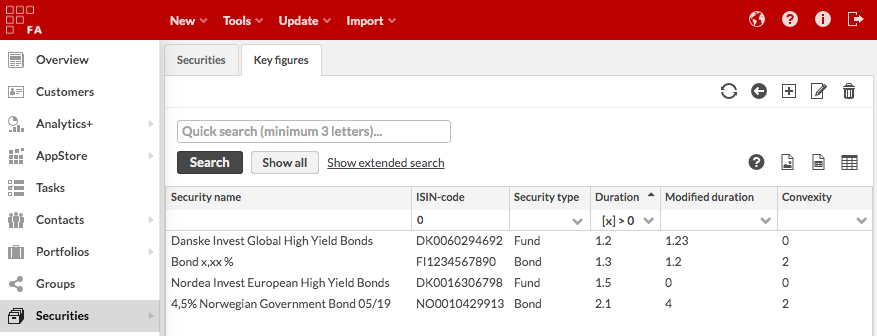 FA
New Tools Update Import
Overview
Customers
Analytics+
AppStore
Tasks
Contacts
Portfolios
Groups
Securities
Securities Key figures
Quick search (minimum 3 letters)...
Search Show all Show extended search
Security name ISIN-code Security type Duration Modified duration Convexity
0 [x] > 0
Danske Invest Global High Yield Bonds DK0060294692 Fund 1.2 1.23 0
Bond x,xx % FI1234567890 Bond 1.3 1.2 2
Nordea Invest European High Yield Bonds DK0016306798 Fund 1.5 0 0
4,5% Norwegian Government Bond 05/19 NO0010429913 Bond 2.1 4 2